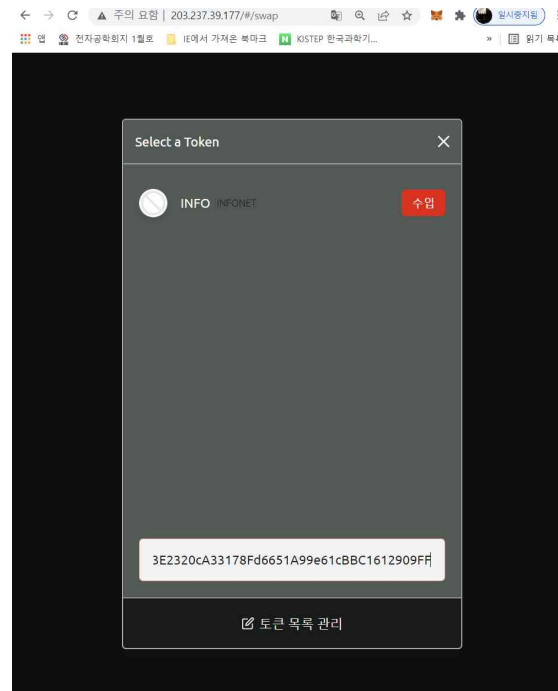 주의 요함 | 203.237.39.177/#/swap
일시중지됨
앱
전자공학회지 1월호
IE에서 가져온 북마크
N KISTEP 한국과학기...
»
읽기 목록
Select a Token
INFO INFONET
수입
3E2320cA33178Fd6651A99e61cBBC1612909FF
토큰 목록 관리